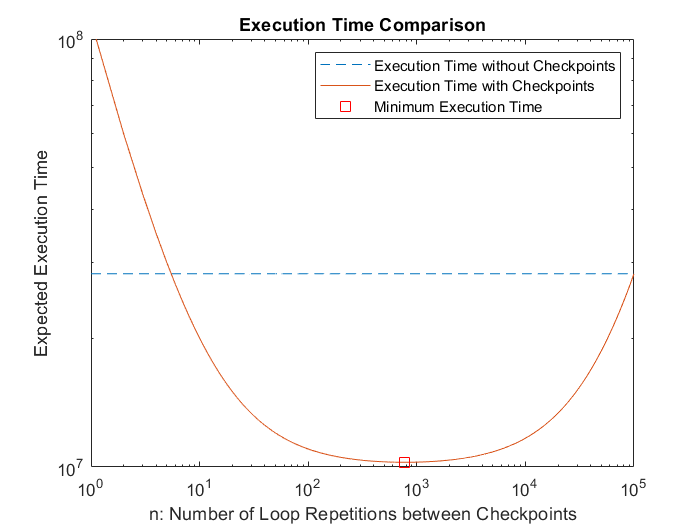 Execution Time Comparison
10^8
Execution Time without Checkpoints
Execution Time with Checkpoints
Minimum Execution Time
Expected Execution Time
10^7
10^0 10^1 10^2 10^3 10^4 10^5
n: Number of Loop Repetitions between Checkpoints